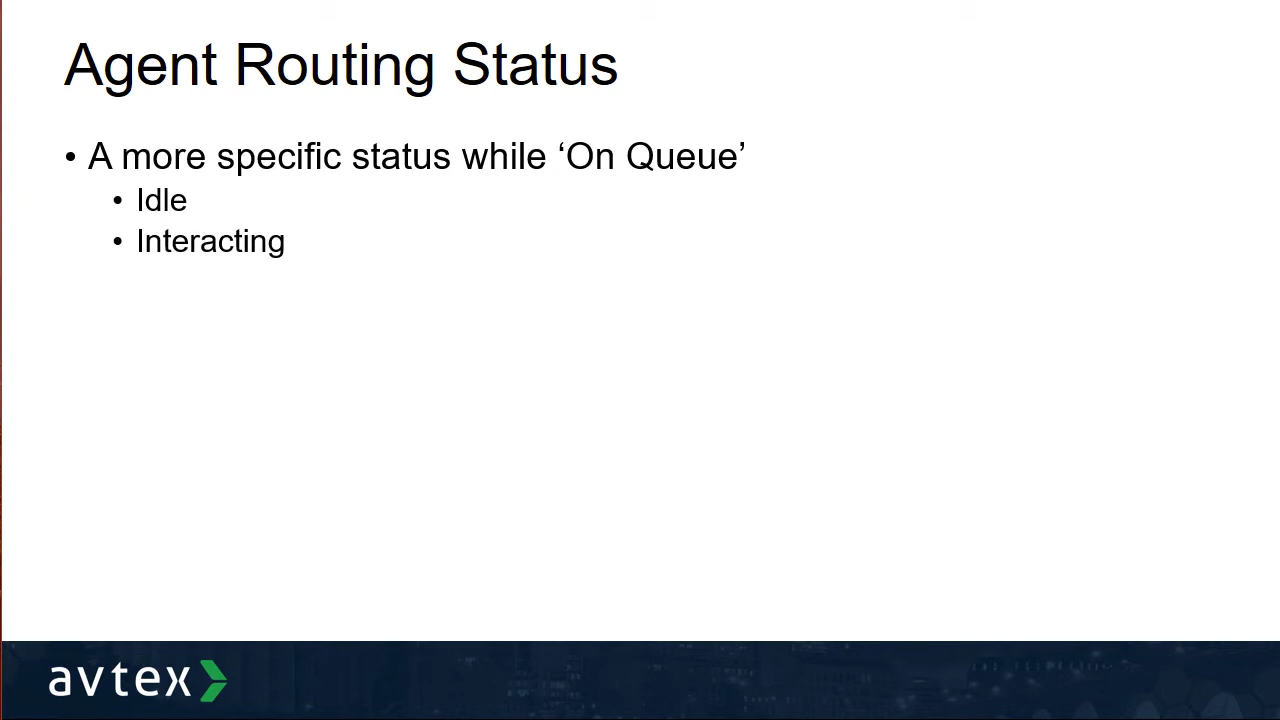 Agent Routing Status
• A more specific status while ‘On Queue’
• Idle
• Interacting
avtex